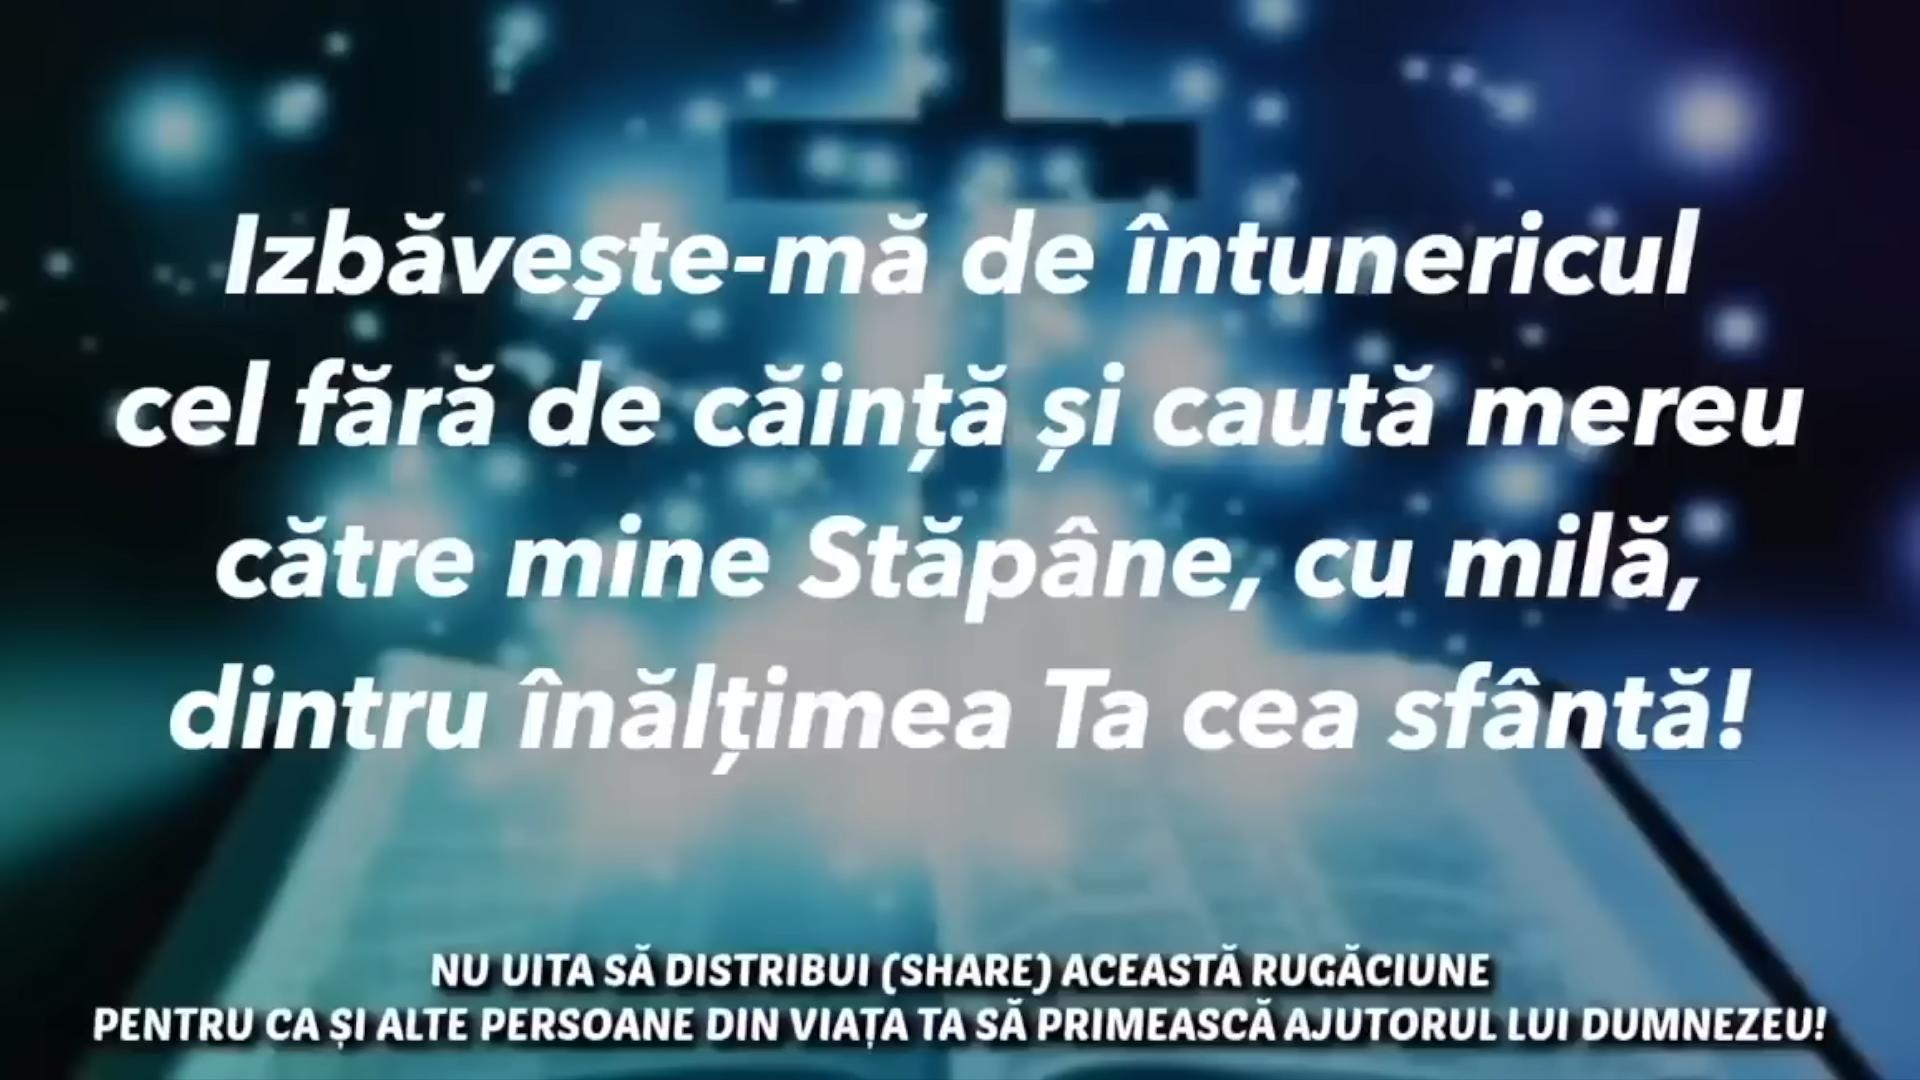 Izbăvește-mă de întunericul
cel fără de căință și caută mereu
către mine Stăpâne, cu milă,
dintru înălțimea Ta cea sfântă!
NU UITA SĂ DISTRIBUI (SHARE) ACEASTĂ RUGĂCIUNE
PENTRU CA ȘI ALTE PERSOANE DIN VIAȚA TA SĂ PRIMEASCĂ AJUTORUL LUI DUMNEZEU!